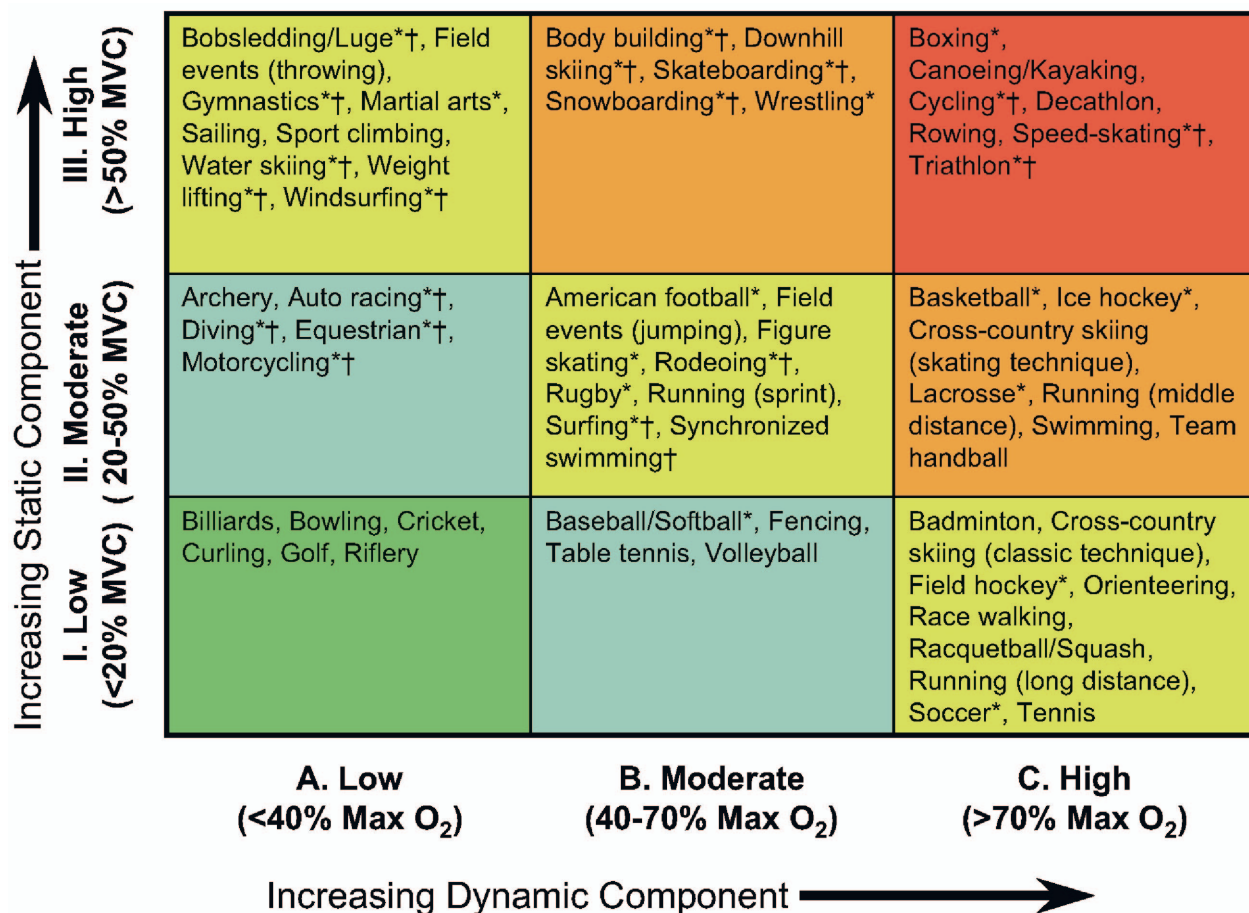 Increasing Static Component
III. High
(>50% MVC)
Bobsledding/Luge*†, Field
events (throwing),
Gymnastics*†, Martial arts*,
Sailing, Sport climbing,
Water skiing*†, Weight
lifting*†, Windsurfing*†
Body building*†, Downhill
skiing*†, Skateboarding*†,
Snowboarding*†, Wrestling*
Boxing*,
Canoeing/Kayaking,
Cycling*†, Decathlon,
Rowing, Speed-skating*†,
Triathlon*†
II. Moderate
( 20-50% MVC)
Archery, Auto racing*†,
Diving*†, Equestrian*†,
Motorcycling*†
American football*, Field
events (jumping), Figure
skating*, Rodeoing*†,
Rugby*, Running (sprint),
Surfing*†, Synchronized
swimming†
Basketball*, Ice hockey*,
Cross-country skiing
(skating technique),
Lacrosse*, Running (middle
distance), Swimming, Team
handball
I. Low
(<20% MVC)
Billiards, Bowling, Cricket,
Curling, Golf, Riflery
Baseball/Softball*, Fencing,
Table tennis, Volleyball
Badminton, Cross-country
skiing (classic technique),
Field hockey*, Orienteering,
Race walking,
Racquetball/Squash,
Running (long distance),
Soccer*, Tennis
A. Low
(<40% Max O₂)
B. Moderate
(40-70% Max O₂)
C. High
(>70% Max O₂)
Increasing Dynamic Component